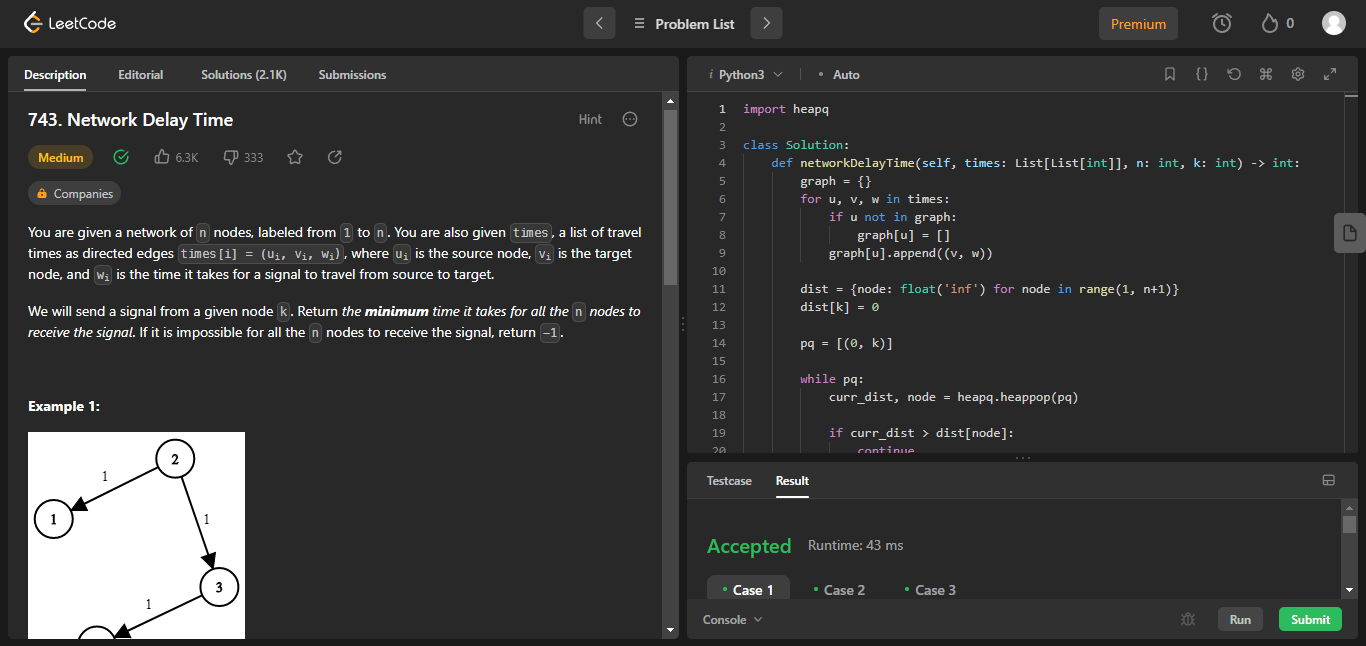 LeetCode
Problem List
Premium
0
Description Editorial Solutions (2.1K) Submissions
743. Network Delay Time
Hint
Medium 6.3K 333
Companies
You are given a network of n nodes, labeled from 1 to n. You are also given times, a list of travel
times as directed edges times[i] = (ui, vi, wi), where ui is the source node, vi is the target
node, and wi is the time it takes for a signal to travel from source to target.
We will send a signal from a given node k. Return the minimum time it takes for all the n nodes to
receive the signal. If it is impossible for all the n nodes to receive the signal, return -1.
Example 1:
2
1
1
1
3
1
i Python3 • Auto
1 import heapq
2
3 class Solution:
4 def networkDelayTime(self, times: List[List[int]], n: int, k: int) -> int:
5 graph = {}
6 for u, v, w in times:
7 if u not in graph:
8 graph[u] = []
9 graph[u].append((v, w))
10
11 dist = {node: float('inf') for node in range(1, n+1)}
12 dist[k] = 0
13
14 pq = [(0, k)]
15
16 while pq:
17 curr_dist, node = heapq.heappop(pq)
18
19 if curr_dist > dist[node]:
20 continue
Testcase Result
Accepted Runtime: 43 ms
• Case 1 • Case 2 • Case 3
Console Run Submit